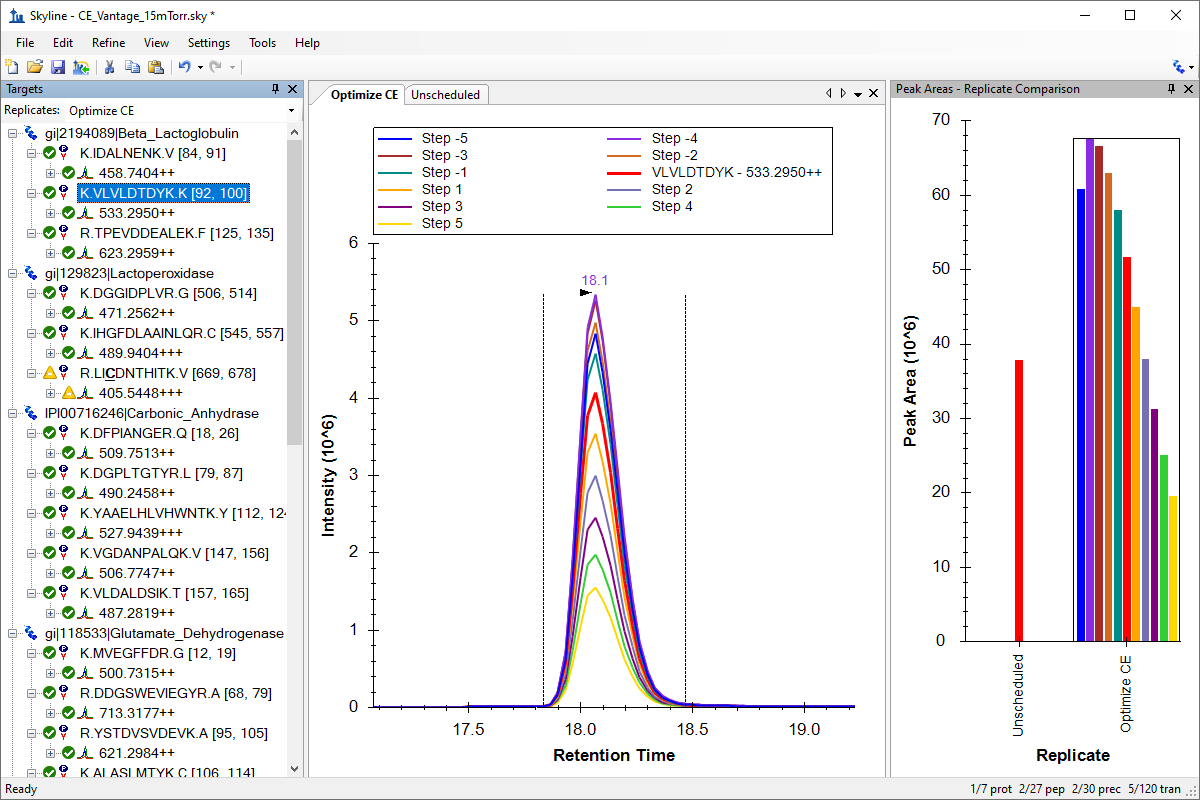 Skyline - CE_Vantage_15mTorr.sky *
File Edit Refine View Settings Tools Help
Targets
Replicates: Optimize CE
gi|2194089|Beta_Lactoglobulin
K.IDALNENK.V [84, 91]
458.7404++
K.VLVLDTDYK.K [92, 100]
533.2950++
R.TPEVDDEALEK.F [125, 135]
623.2959++
gi|129823|Lactoperoxidase
K.DGGIDPLVR.G [506, 514]
471.2562++
K.IHGFDLAAINLQR.C [545, 557]
489.9404+++
R.LICDNTHITK.V [669, 678]
405.5448+++
IPI00716246|Carbonic_Anhydrase
K.DFPIANGER.Q [18, 26]
509.7513++
K.DGPLTGTYR.L [79, 87]
490.2458++
K.YAAELHLVHWNTK.Y [112, 124
527.9439+++
K.VGDANPALQK.V [147, 156]
506.7747++
K.VLDALDSIK.T [157, 165]
487.2819++
gi|118533|Glutamate_Dehydrogenase
K.MVEGFFDR.G [12, 19]
500.7315++
R.DDGSWEVIEGYR.A [68, 79]
713.3177++
R.YSTDVSVDEVK.A [95, 105]
621.2984++
K.ALASLMTYK.C [106, 114]
Optimize CE Unscheduled
Step -5 Step -4
Step -3 Step -2
Step -1 VLVLDTDYK - 533.2950++
Step 1 Step 2
Step 3 Step 4
Step 5
18.1
6
5
4
3
2
1
0
Intensity (10^6)
17.5 18.0 18.5 19.0
Retention Time
Peak Areas - Replicate Comparison
70
60
50
40
30
20
10
0
Peak Area (10^6)
Unscheduled
Optimize CE
Replicate
Ready
1/7 prot 2/27 pep 2/30 prec 5/120 tran